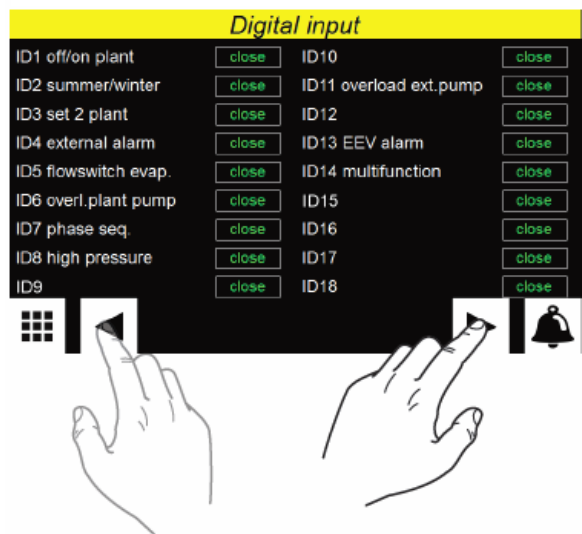 Digital input
ID1 off/on plant close ID10 close
ID2 summer/winter close ID11 overload ext.pump close
ID3 set 2 plant close ID12 close
ID4 external alarm close ID13 EEV alarm close
ID5 flowswitch evap. close ID14 multifunction close
ID6 overl.plant pump close ID15 close
ID7 phase seq. close ID16 close
ID8 high pressure close ID17 close
ID9 close ID18 close